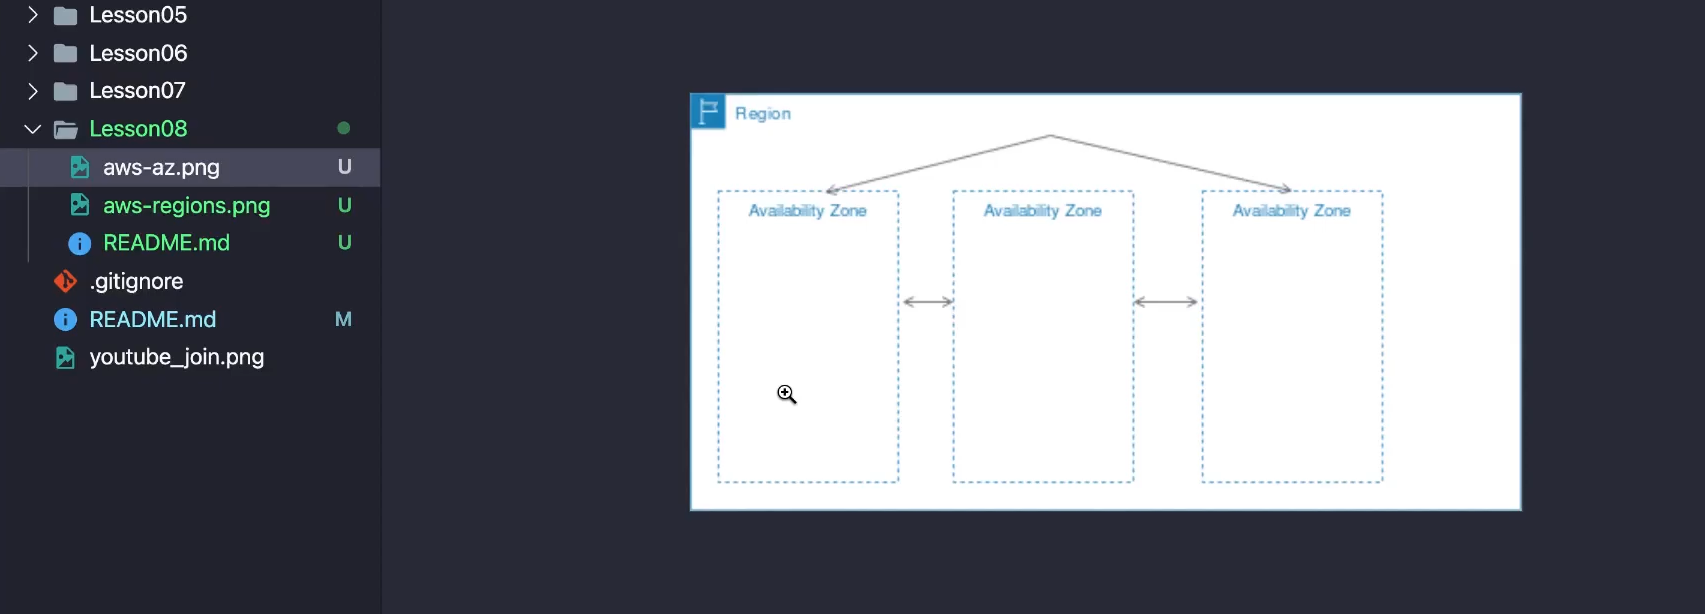 Lesson05
Lesson06
Lesson07
Lesson08
aws-az.png U
aws-regions.png U
README.md U
.gitignore
README.md M
youtube_join.png
Region
Availability Zone Availability Zone Availability Zone